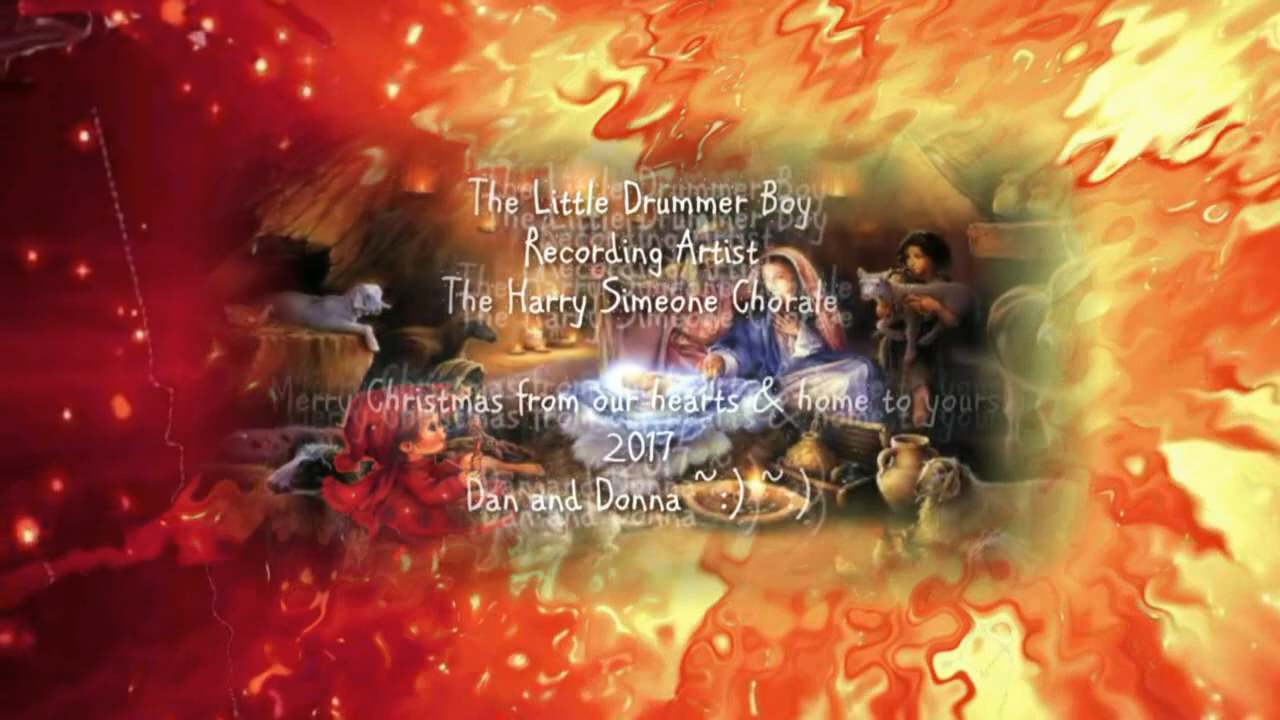 The Little Drummer Boy
Recording Artist
The Harry Simeone Chorale
Merry Christmas from our hearts & home to yours
2017
Dan and Donna ~:) ~:)